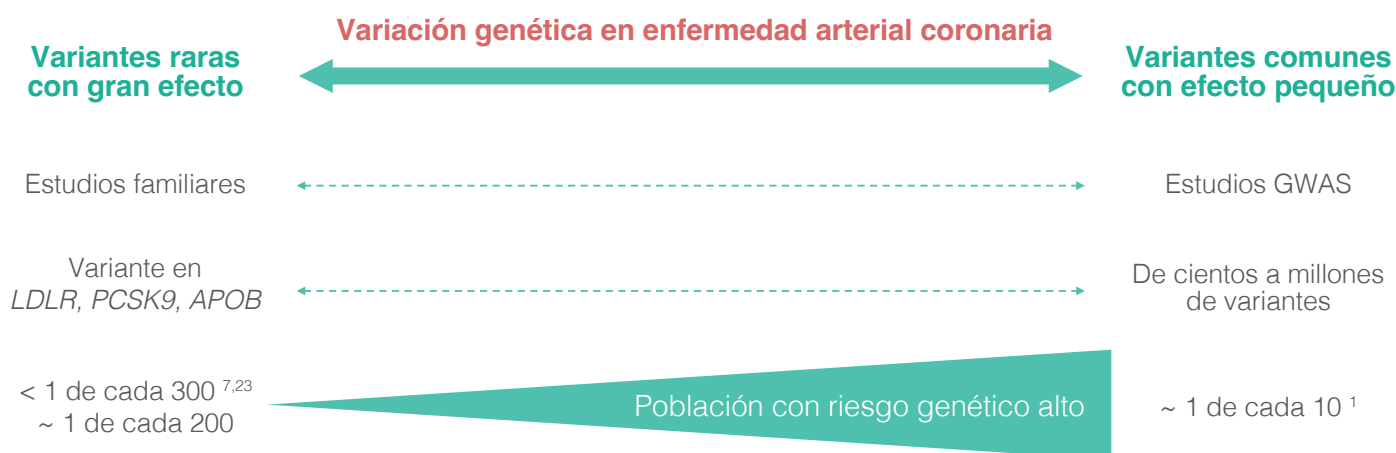 Variación genética en enfermedad arterial coronaria
Variantes raras
con gran efecto
Variantes comunes
con efecto pequeño
Estudios familiares
Estudios GWAS
Variante en
LDLR, PCSK9, APOB
De cientos a millones
de variantes
< 1 de cada 300 7,23
~ 1 de cada 200
Población con riesgo genético alto
~ 1 de cada 10 1